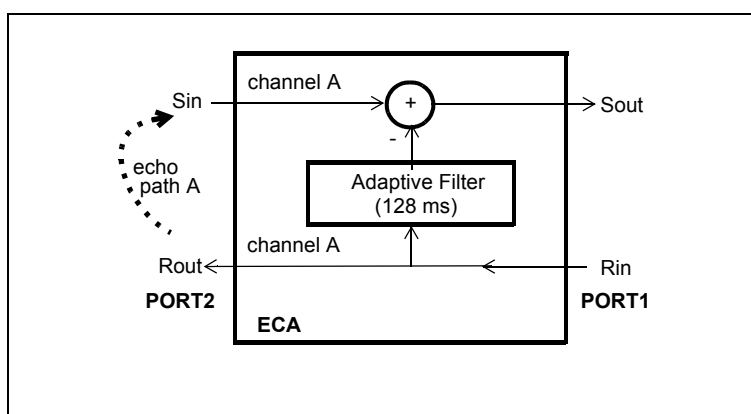 channel A
Sin
+
Sout
-
echo
path A
Adaptive Filter
(128 ms)
channel A
Rout
Rin
PORT2
PORT1
ECA